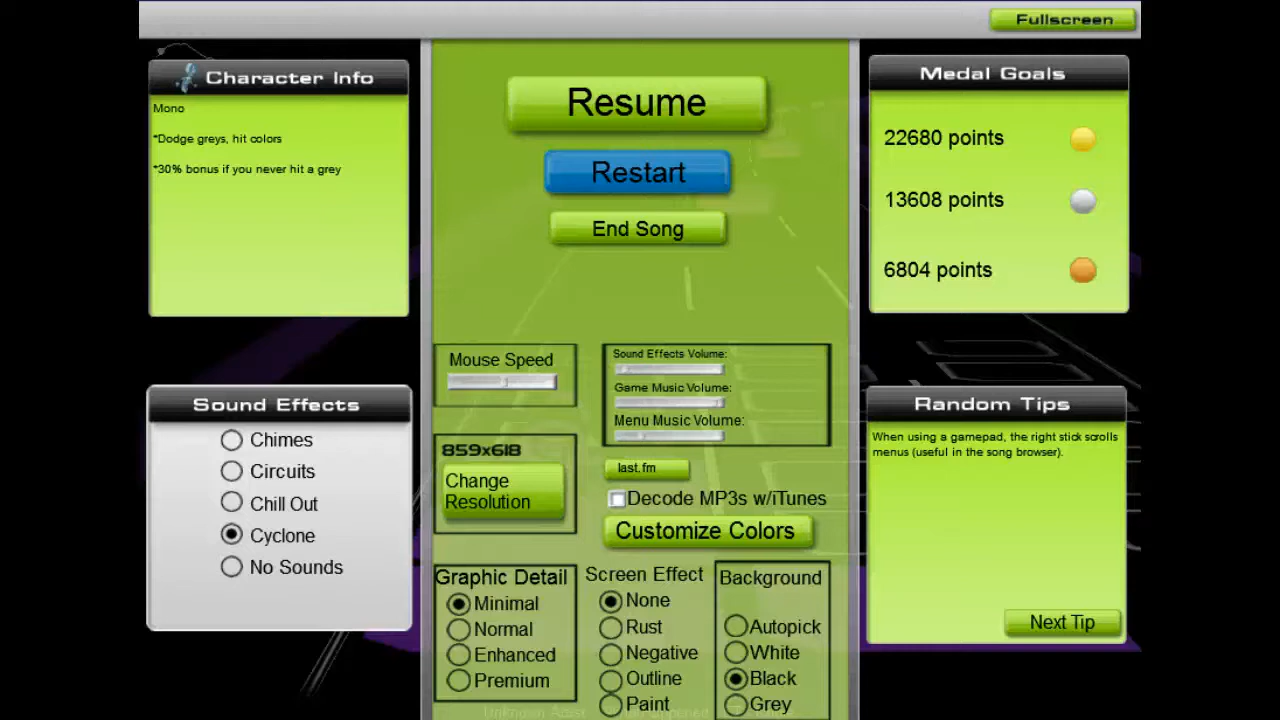 Fullscreen
Character Info
Mono
*Dodge greys, hit colors
*30% bonus if you never hit a grey
Resume
Restart
End Song
Medal Goals
22680 points
13608 points
6804 points
Mouse Speed
Sound Effects Volume:
Game Music Volume:
Menu Music Volume:
Sound Effects
Chimes
Circuits
Chill Out
Cyclone
No Sounds
859x618
Change
Resolution
last.fm
Decode MP3s w/iTunes
Customize Colors
Random Tips
When using a gamepad, the right stick scrolls
menus (useful in the song browser).
Next Tip
Graphic Detail
Minimal
Normal
Enhanced
Premium
Screen Effect
None
Rust
Negative
Outline
Paint
Background
Autopick
White
Black
Grey
Unknown Artist